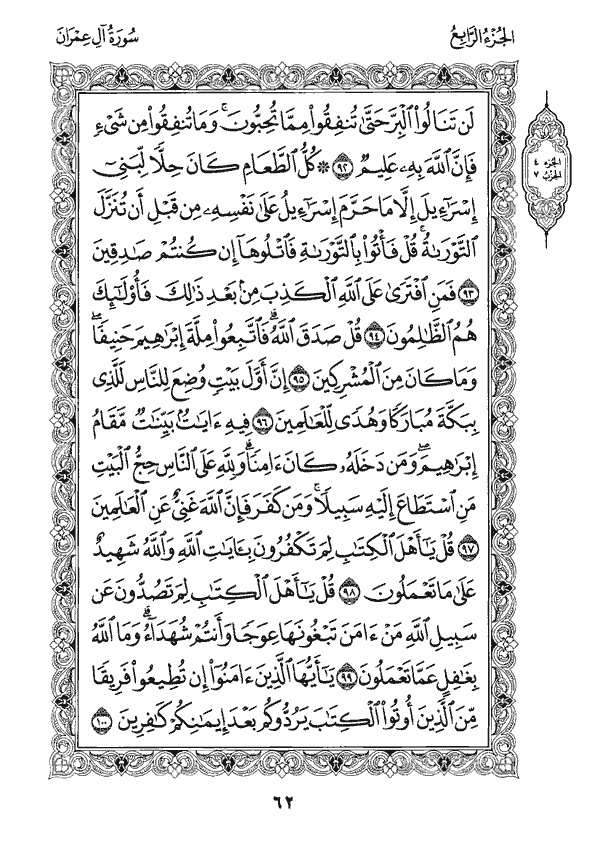 الجُزْءُ الرَّابِعُ
سُورَةُ آلِ عِمْرَانَ
لَن تَنَالُوا۟ ٱلْبِرَّ حَتَّىٰ تُنفِقُوا۟ مِمَّا تُحِبُّونَ ۚ وَمَا تُنفِقُوا۟ مِن شَىْءٍ
فَإِنَّ ٱللَّهَ بِهِۦ عَلِيمٌ ٩٢ ۞ كُلُّ ٱلطَّعَامِ كَانَ حِلًّا لِّبَنِىٓ
إِسْرَٰٓءِيلَ إِلَّا مَا حَرَّمَ إِسْرَٰٓءِيلُ عَلَىٰ نَفْسِهِۦ مِن قَبْلِ أَن تُنَزَّلَ
ٱلتَّوْرَىٰةُ ۗ قُلْ فَأْتُوا۟ بِٱلتَّوْرَىٰةِ فَٱتْلُوهَآ إِن كُنتُمْ صَٰدِقِينَ
٩٣ فَمَنِ ٱفْتَرَىٰ عَلَى ٱللَّهِ ٱلْكَذِبَ مِنۢ بَعْدِ ذَٰلِكَ فَأُو۟لَٰٓئِكَ
هُمُ ٱلظَّٰلِمُونَ ٩٤ قُلْ صَدَقَ ٱللَّهُ ۗ فَٱتَّبِعُوا۟ مِلَّةَ إِبْرَٰهِيمَ حَنِيفًا ۖ
وَمَا كَانَ مِنَ ٱلْمُشْرِكِينَ ٩٥ إِنَّ أَوَّلَ بَيْتٍ وُضِعَ لِلنَّاسِ لَلَّذِى
بِبَكَّةَ مُبَارَكًا وَهُدًى لِّلْعَٰلَمِينَ ٩٦ فِيهِ ءَايَٰتٌۢ بَيِّنَٰتٌ مَّقَامُ
إِبْرَٰهِيمَ ۖ وَمَن دَخَلَهُۥ كَانَ ءَامِنًا ۗ وَلِلَّهِ عَلَى ٱلنَّاسِ حِجُّ ٱلْبَيْتِ
مَنِ ٱسْتَطَاعَ إِلَيْهِ سَبِيلًا ۚ وَمَن كَفَرَ فَإِنَّ ٱللَّهَ غَنِىٌّ عَنِ ٱلْعَٰلَمِينَ
٩٧ قُلْ يَٰٓأَهْلَ ٱلْكِتَٰبِ لِمَ تَكْفُرُونَ بِـَٔايَٰتِ ٱللَّهِ وَٱللَّهُ شَهِيدٌ
عَلَىٰ مَا تَعْمَلُونَ ٩٨ قُلْ يَٰٓأَهْلَ ٱلْكِتَٰبِ لِمَ تَصُدُّونَ عَن
سَبِيلِ ٱللَّهِ مَنْ ءَامَنَ تَبْغُونَهَا عِوَجًا وَأَنتُمْ شُهَدَآءُ ۗ وَمَا ٱللَّهُ
بِغَٰفِلٍ عَمَّا تَعْمَلُونَ ٩٩ يَٰٓأَيُّهَا ٱلَّذِينَ ءَامَنُوٓا۟ إِن تُطِيعُوا۟ فَرِيقًا
مِّنَ ٱلَّذِينَ أُوتُوا۟ ٱلْكِتَٰبَ يَرُدُّوكُم بَعْدَ إِيمَٰنِكُمْ كَٰفِرِينَ ١٠٠
الجزء ٤
الحزب ٧
٦٢